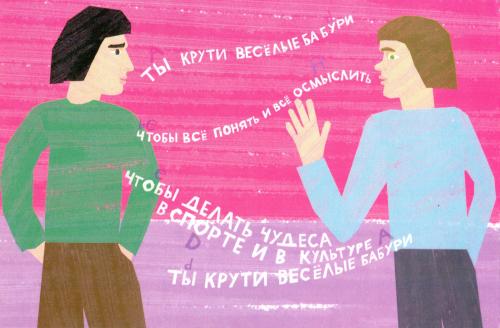 ТЫ КРУТИ ВЕСЁЛЫЕ БАБУРИ
ЧТОБЫ ВСЁ ПОНЯТЬ И ВСЁ ОСМЫСЛИТЬ
ЧТОБЫ ДЕЛАТЬ ЧУДЕСА
В СПОРТЕ И В КУЛЬТУРЕ
ТЫ КРУТИ ВЕСЁЛЫЕ БАБУРИ